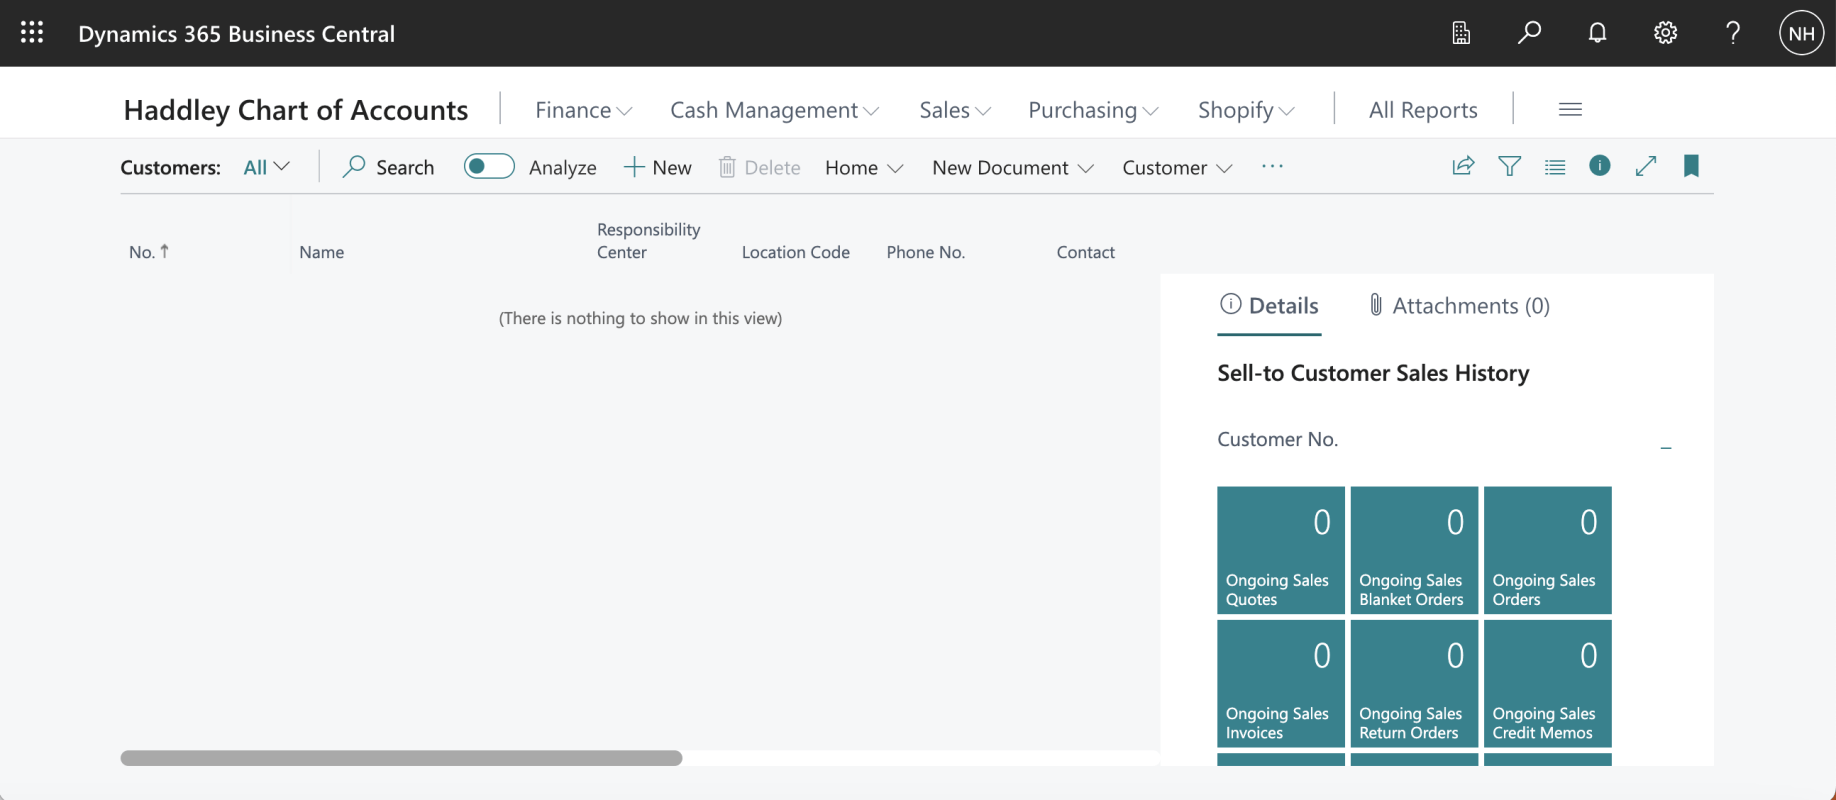 Dynamics 365 Business Central
NH
Haddley Chart of Accounts
Finance
Cash Management
Sales
Purchasing
Shopify
All Reports
Customers:
All
Search
Analyze
New
Delete
Home
New Document
Customer
No.
Name
Responsibility
Center
Location Code
Phone No.
Contact
(There is nothing to show in this view)
Details
Attachments (0)
Sell-to Customer Sales History
Customer No.
_
0
Ongoing Sales
Quotes
0
Ongoing Sales
Blanket Orders
0
Ongoing Sales
Orders
0
Ongoing Sales
Invoices
0
Ongoing Sales
Return Orders
0
Ongoing Sales
Credit Memos